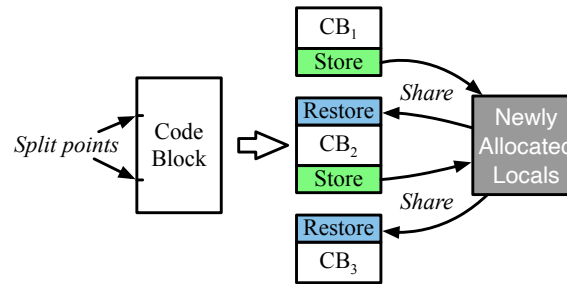 Split points
Code
Block
CB1
Store
Restore
CB2
Store
Restore
CB3
Share
Share
Newly
Allocated
Locals